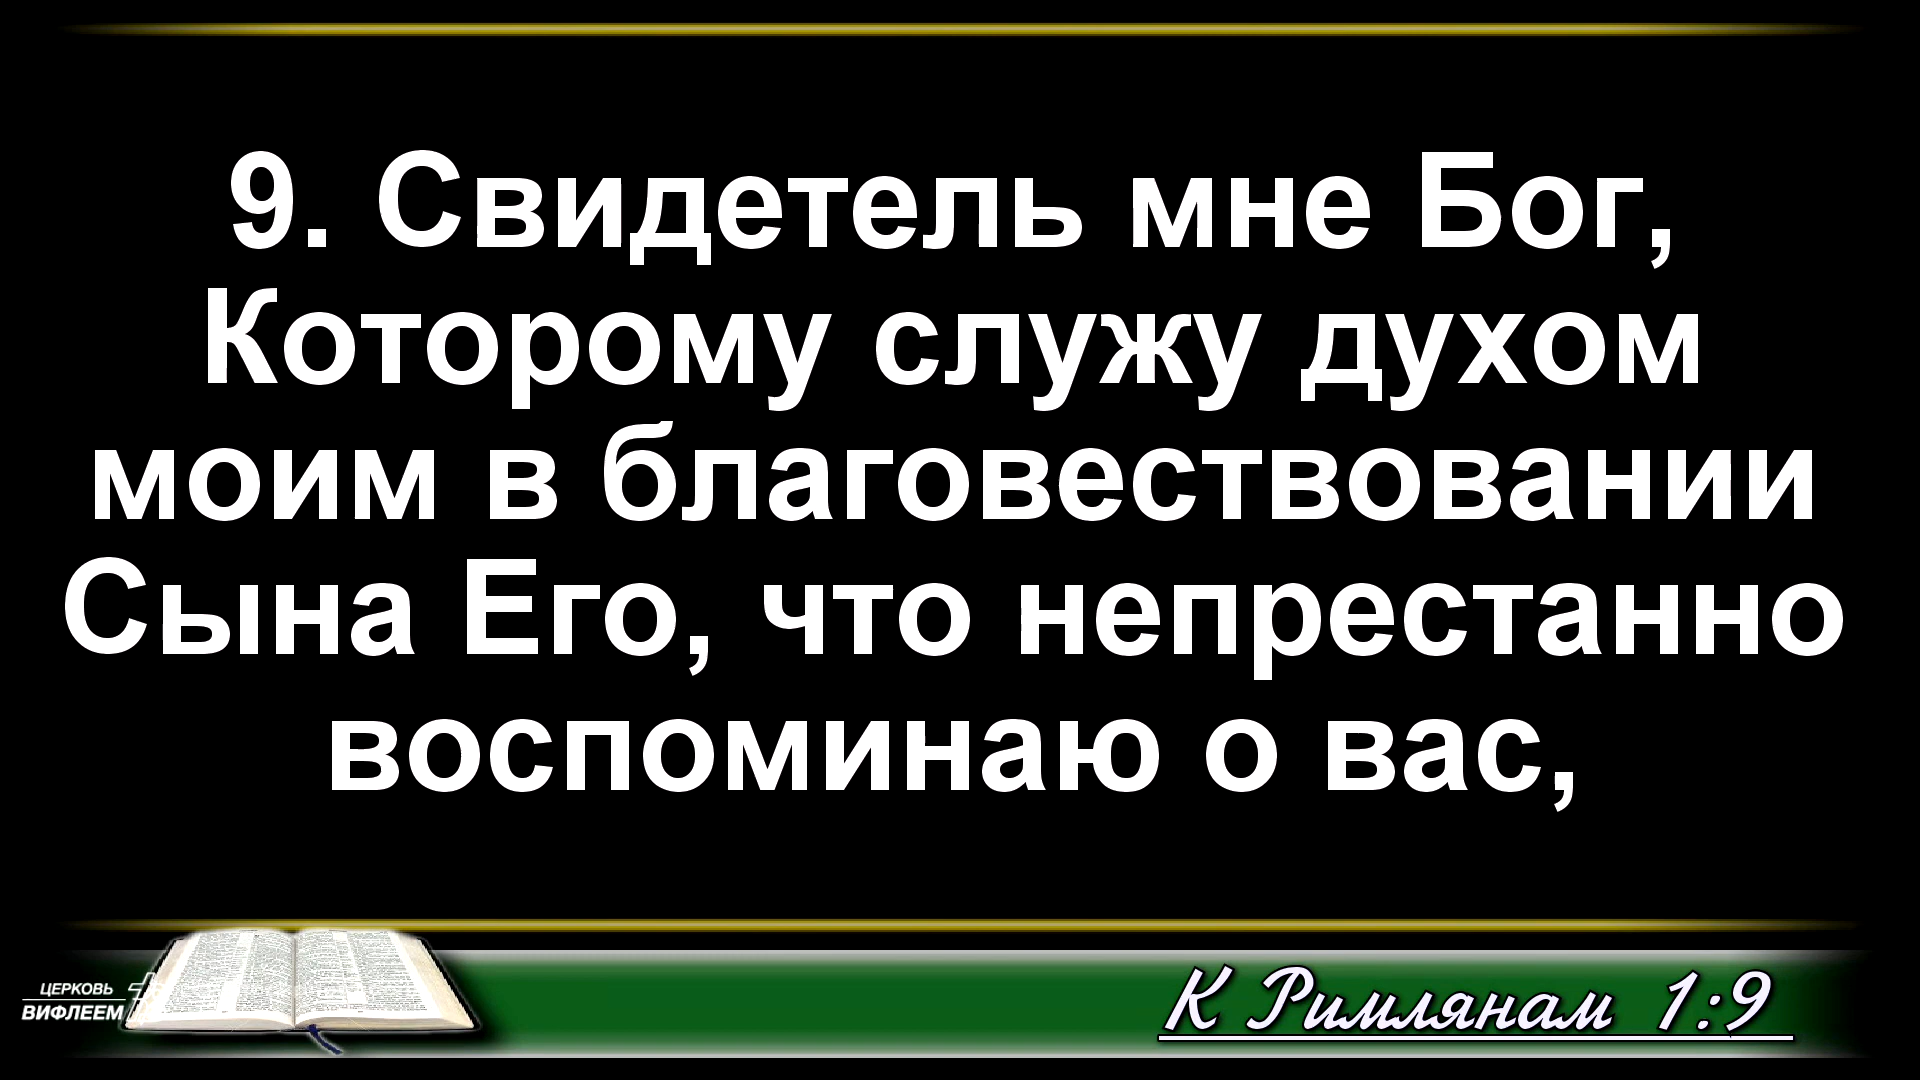 9. Свидетель мне Бог,
Которому служу духом
моим в благовествовании
Сына Его, что непрестанно
воспоминаю о вас,
ЦЕРКОВЬ
ВИФЛЕЕМ
К Римлянам 1:9